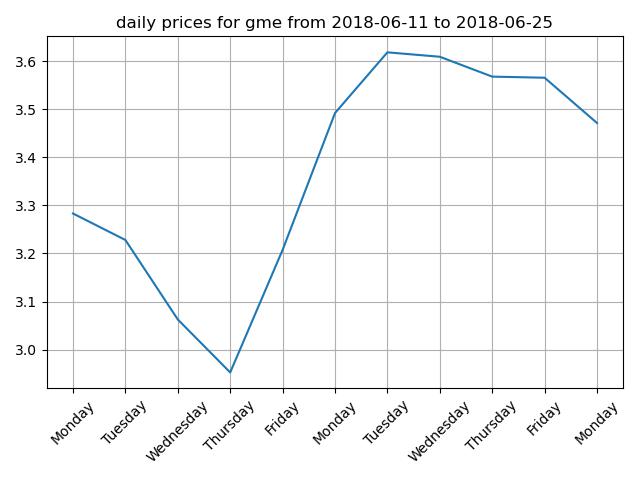 daily prices for gme from 2018-06-11 to 2018-06-25
3.6
3.5
3.4
3.3
3.2
3.1
3.0
Monday
Tuesday
Wednesday
Thursday
Friday
Monday
Tuesday
Wednesday
Thursday
Friday
Monday